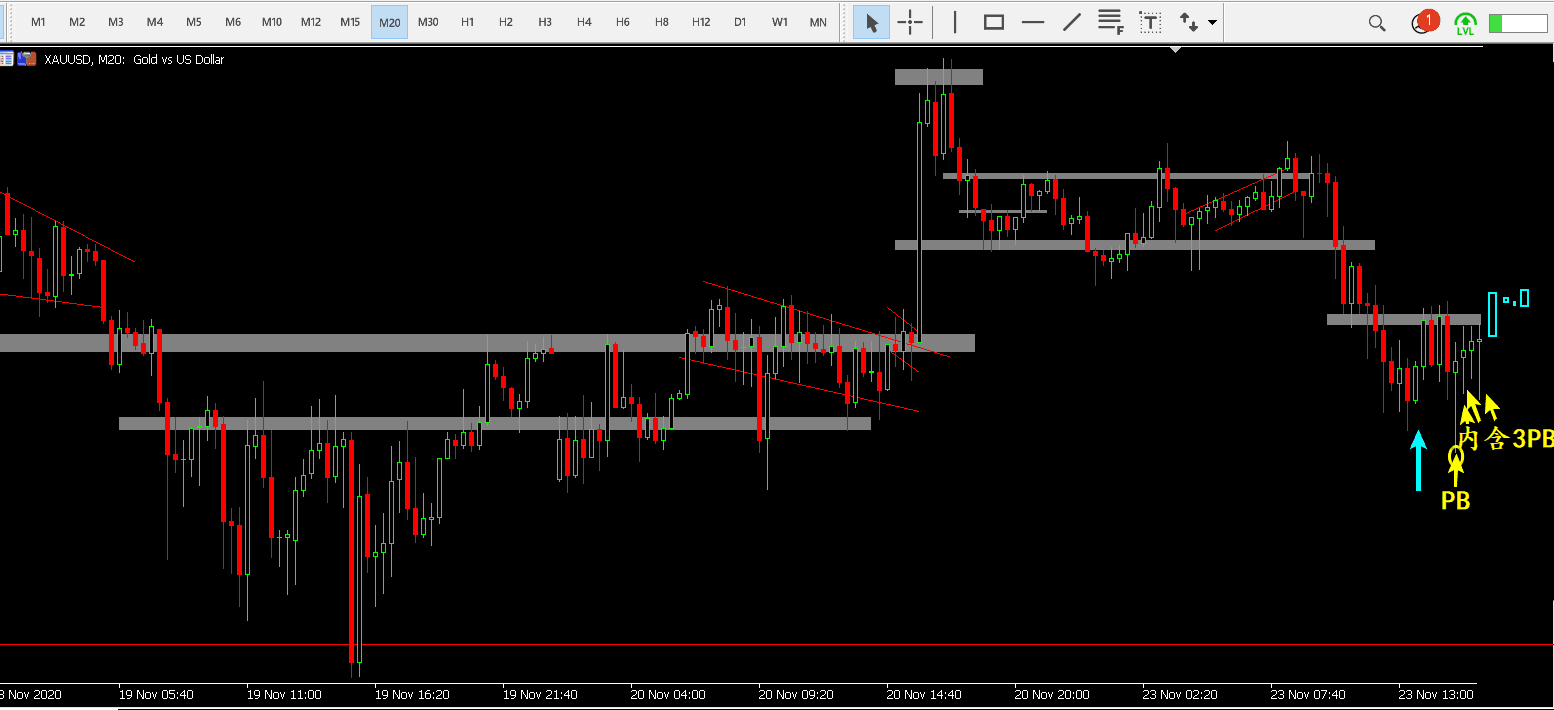 M1 M2 M3 M4 M5 M6 M10 M12 M15 M20 M30 H1 H2 H3 H4 H6 H8 H12 D1 W1 MN F T 1 LVL
XAUUSD, M20: Gold vs US Dollar
内含3PB
PB
8 Nov 2020 19 Nov 05:40 19 Nov 11:00 19 Nov 16:20 19 Nov 21:40 20 Nov 04:00 20 Nov 09:20 20 Nov 14:40 20 Nov 20:00 23 Nov 02:20 23 Nov 07:40 23 Nov 13:00